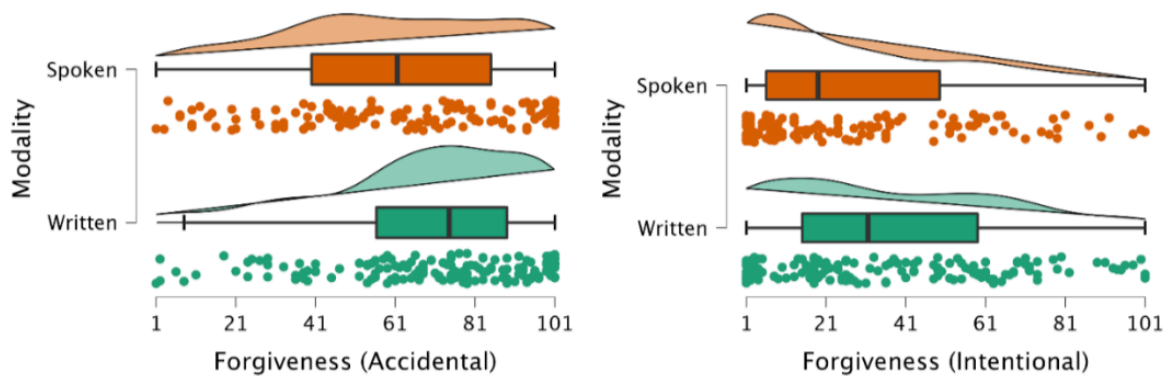 Modality
Spoken
Written
1 21 41 61 81 101
Forgiveness (Accidental)
Modality
Spoken
Written
1 21 41 61 81 101
Forgiveness (Intentional)